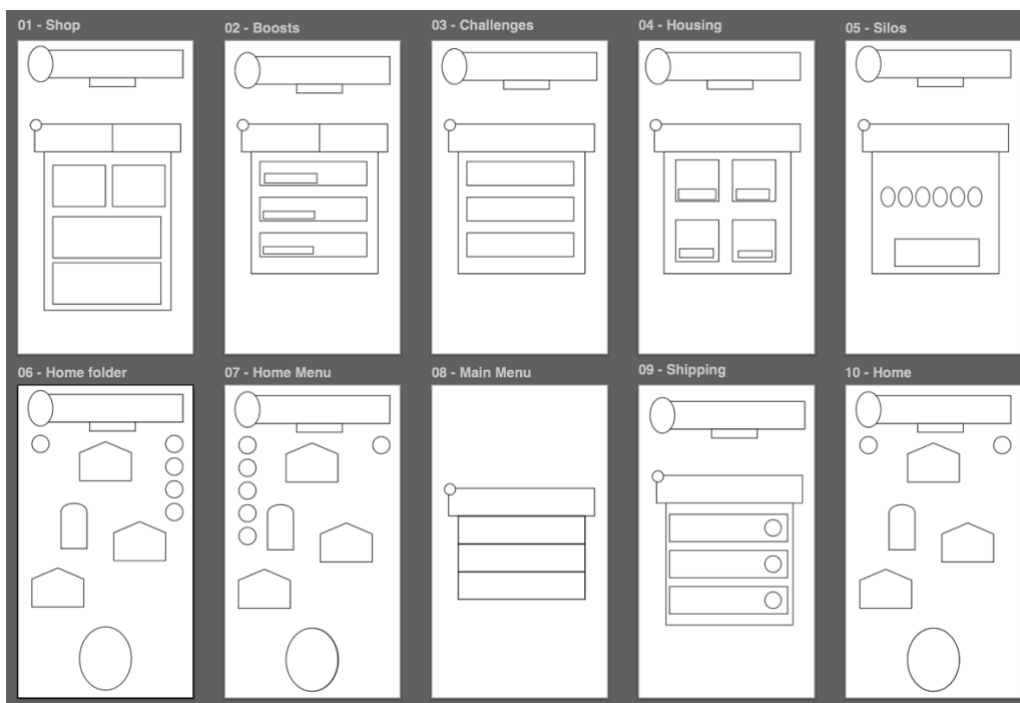 01 - Shop
02 - Boosts
03 - Challenges
04 - Housing
05 - Silos
06 - Home folder
07 - Home Menu
08 - Main Menu
09 - Shipping
10 - Home